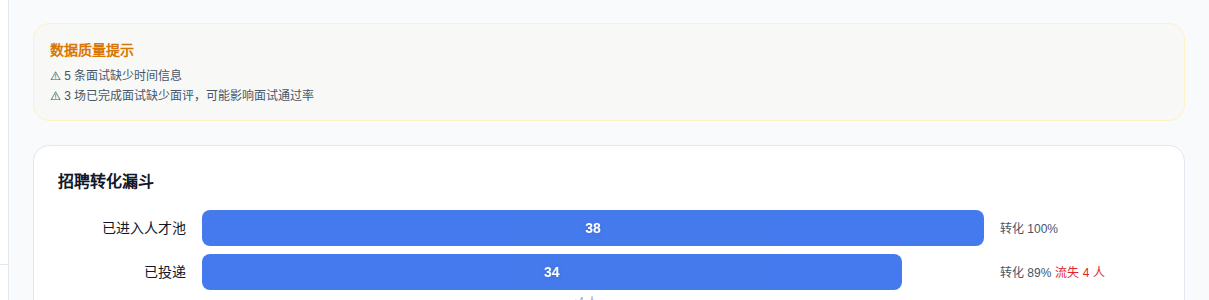 数据质量提示
⚠ 5 条面试缺少时间信息
⚠ 3 场已完成面试缺少面评，可能影响面试通过率
招聘转化漏斗
已进入人才池 38 转化 100%
已投递 34 转化 89% 流失 4 人